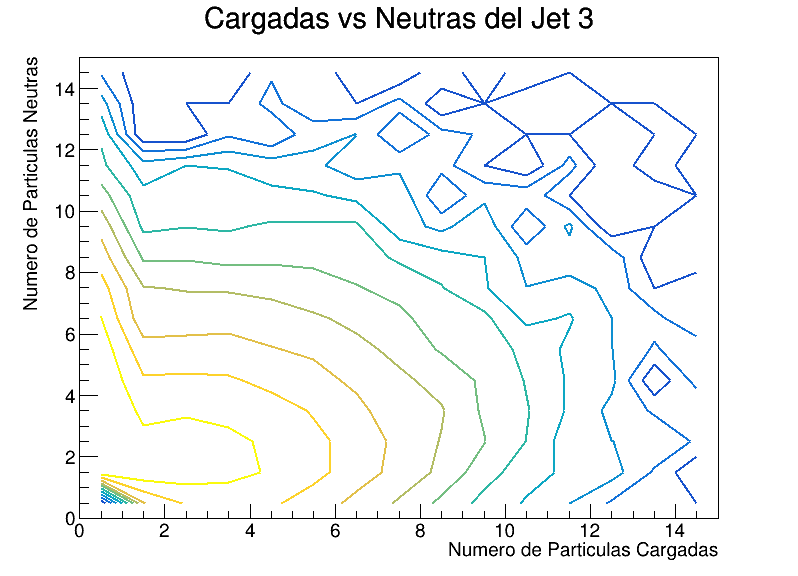 Cargadas vs Neutras del Jet 3
Numero de Particulas Neutras
14
12
10
8
6
4
2
0
0 2 4 6 8 10 12 14
Numero de Particulas Cargadas